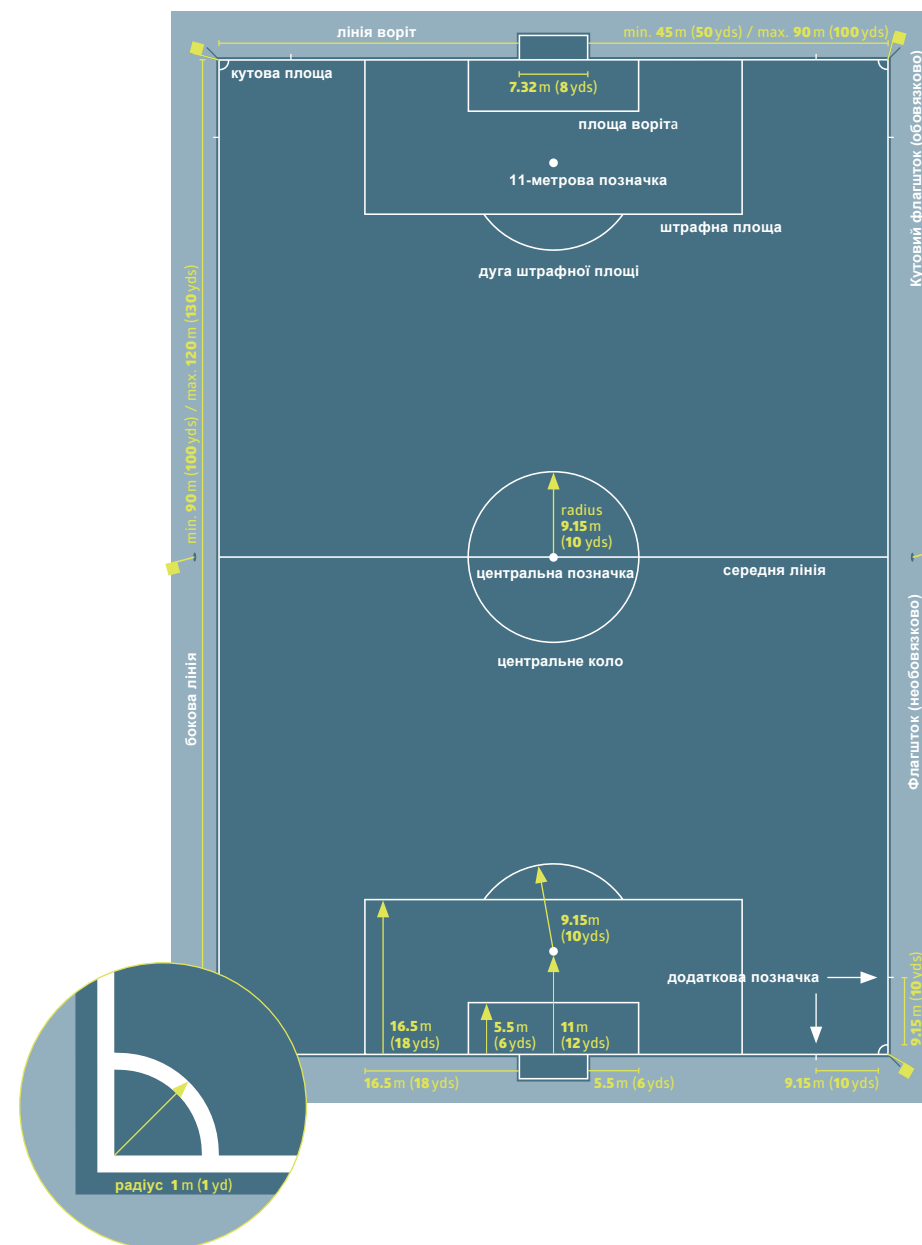 лінія воріт
min. 45 m (50 yds) / max. 90 m (100 yds)
кутова площа
7.32 m (8 yds)
площа воріта
11-метрова позначка
штрафна площа
дуга штрафної площі
Кутовий флагшток (обовязково)
min. 90 m (100 yds) / max. 120 m (130 yds)
radius
9.15 m
(10 yds)
центральна позначка
середня лінія
центральне коло
бокова лінія
Флагшток (необовязково)
9.15 m
(10 yds)
додаткова позначка
9.15 m (10 yds)
16.5 m
(18 yds)
5.5 m
(6 yds)
11 m
(12 yds)
16.5 m (18 yds)
5.5 m (6 yds)
9.15 m (10 yds)
радіус 1 m (1 yd)